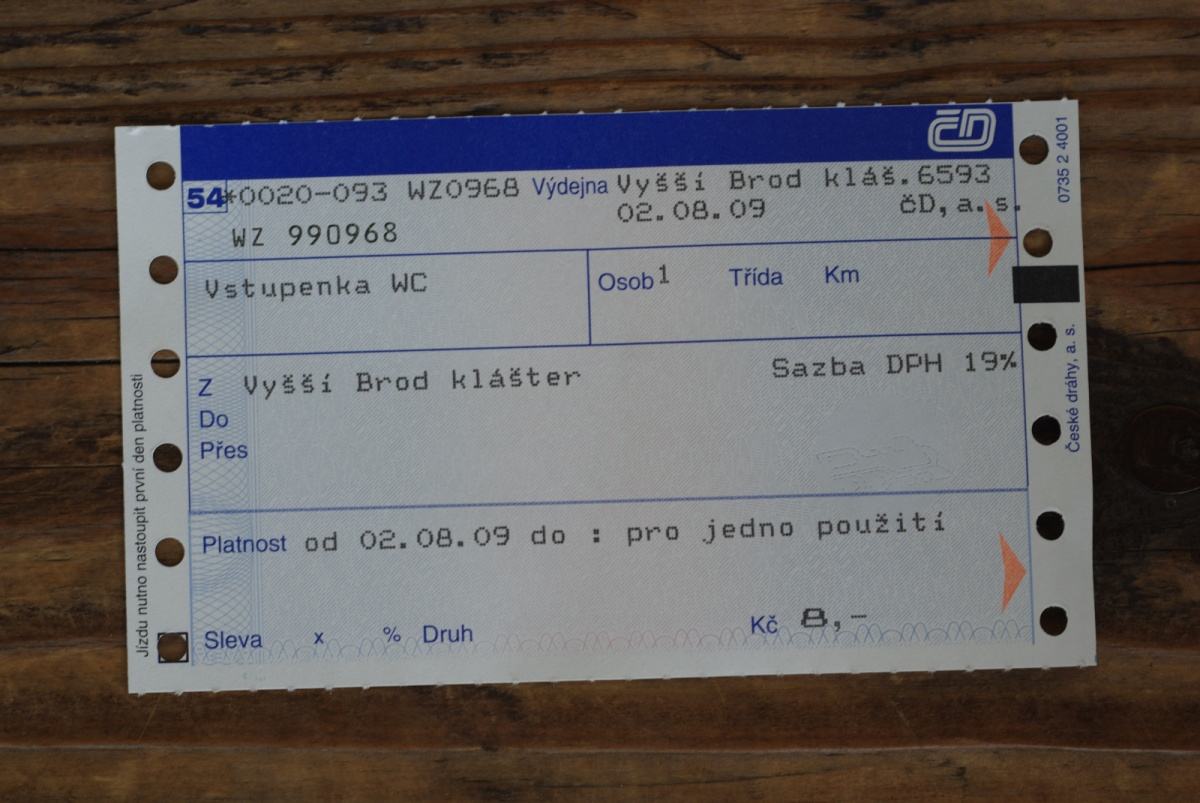 ČD
54*0020-093 WZ0968 Výdejna Vyšší Brod kláš.6593
02.08.09 ČD,a.s.
WZ 990968
Vstupenka WC
Osob 1 Třída Km
Z Vyšší Brod klášter Sazba DPH 19%
Do
Přes
Platnost od 02.08.09 do : pro jedno použití
Sleva x % Druh Kč 8,-
Jízdu nutno nastoupit první den platnosti
0735 2 4001
České dráhy, a. s.